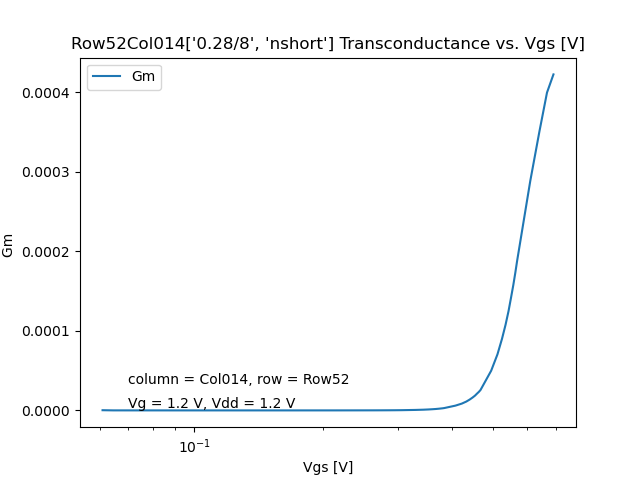 Row52Col014['0.28/8', 'nshort'] Transconductance vs. Vgs [V]
Gm
0.0004
0.0003
0.0002
0.0001
0.0000
Gm
column = Col014, row = Row52
Vg = 1.2 V, Vdd = 1.2 V
10⁻¹
Vgs [V]